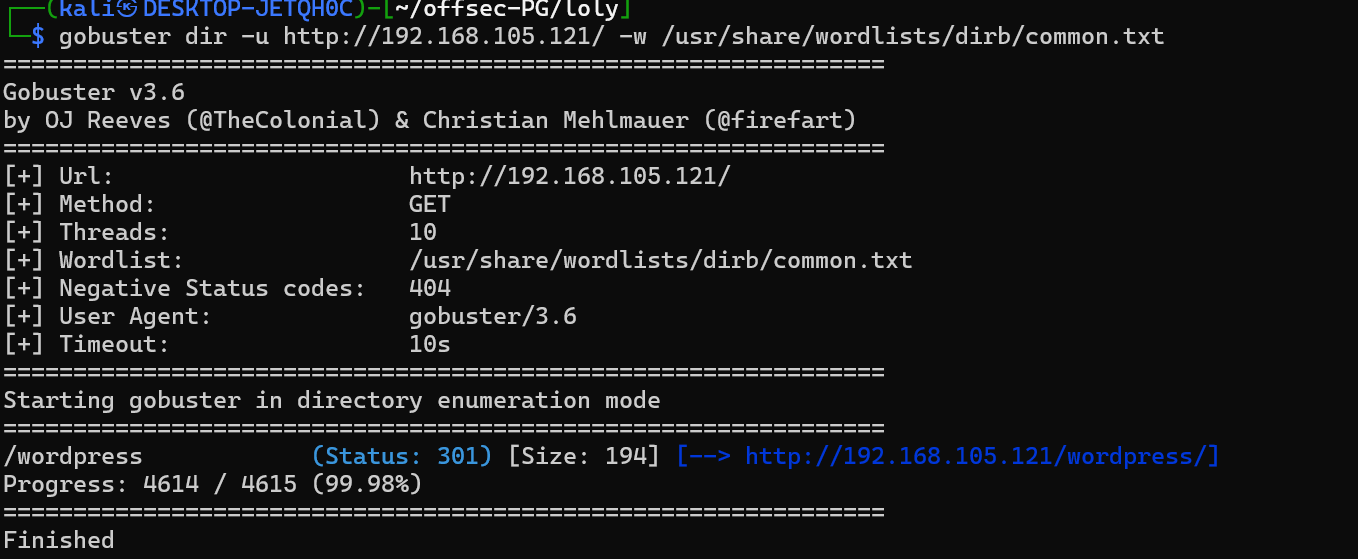 ┌──(kali㉿DESKTOP-JETQH0C)-[~/offsec-PG/loly]
└─$ gobuster dir -u http://192.168.105.121/ -w /usr/share/wordlists/dirb/common.txt
===============================================================
Gobuster v3.6
by OJ Reeves (@TheColonial) & Christian Mehlmauer (@firefart)
===============================================================
[+] Url:                     http://192.168.105.121/
[+] Method:                  GET
[+] Threads:                 10
[+] Wordlist:                /usr/share/wordlists/dirb/common.txt
[+] Negative Status codes:   404
[+] User Agent:              gobuster/3.6
[+] Timeout:                 10s
===============================================================
Starting gobuster in directory enumeration mode
===============================================================
/wordpress            (Status: 301) [Size: 194] [--> http://192.168.105.121/wordpress/]
Progress: 4614 / 4615 (99.98%)
===============================================================
Finished